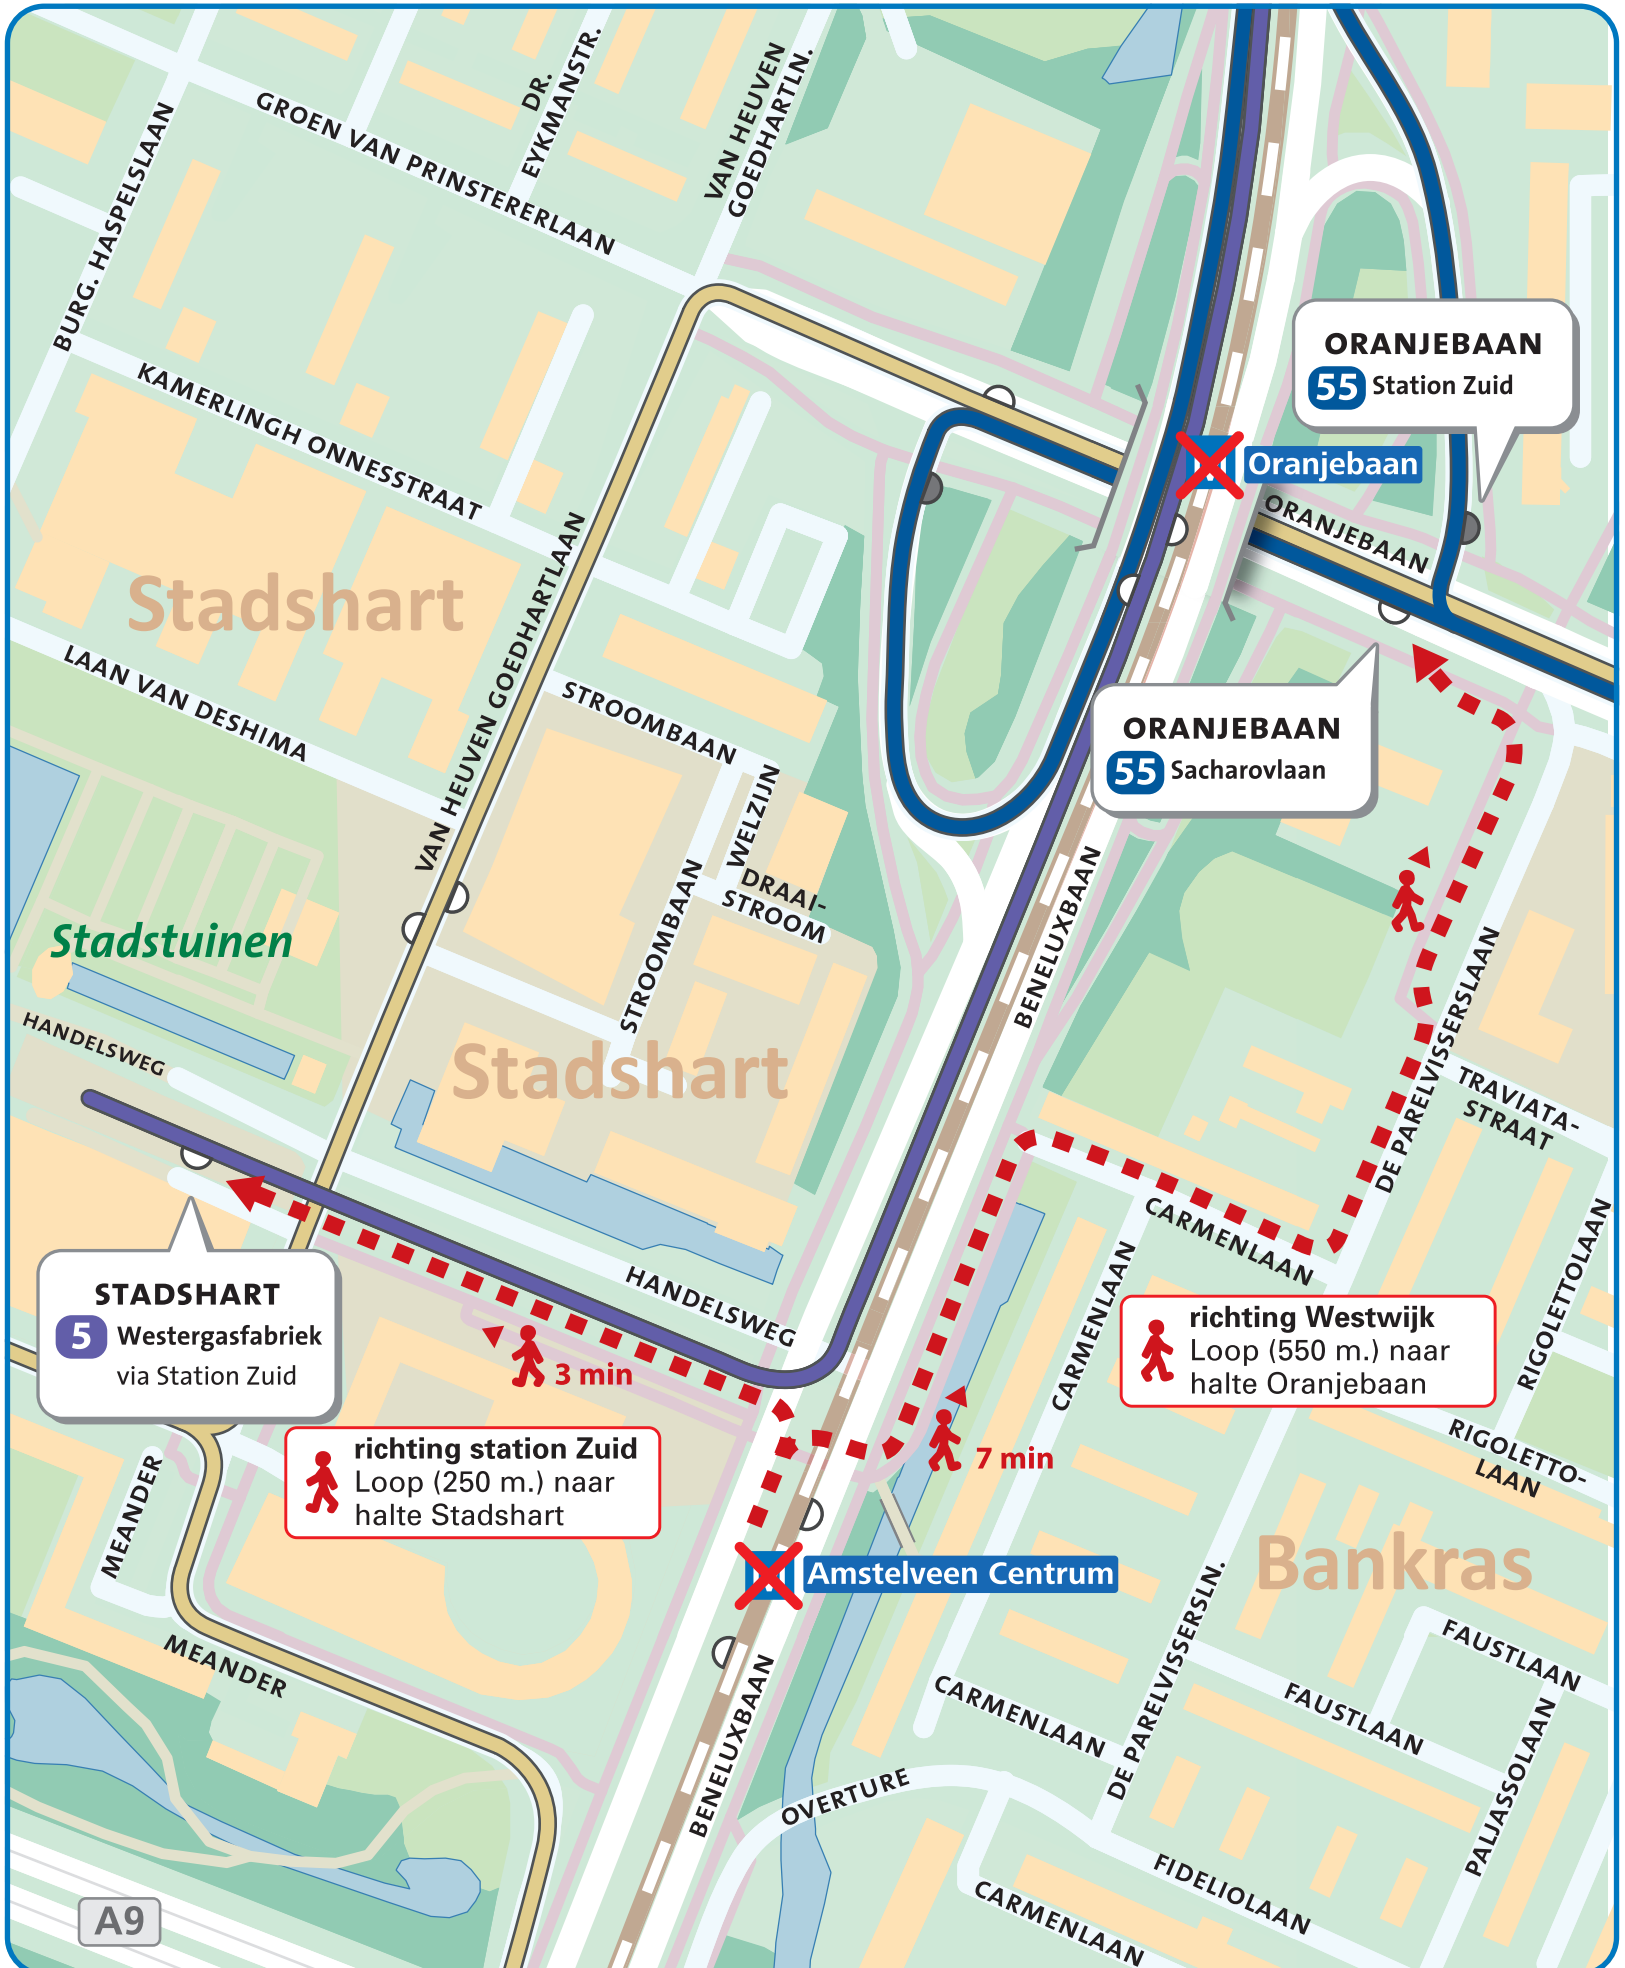 GROEN VAN PRINSTERERLAAN
DR.
EYKMANSTR.
VAN HEUVEN
GOEDHARTLN.
BURG. HASPELSLAAN
KAMERLINGH ONNESSTRAAT
ORANJEBAAN
55 Station Zuid
Oranjebaan
ORANJEBAAN
Stadshart
VAN HEUVEN GOEDHARTLAAN
LAAN VAN DESHIMA
STROOMBAAN
WELZIJN
DRAAI-
STROOM
STROOMBAAN
ORANJEBAAN
55 Sacharovlaan
BENELUXBAAN
Stadstuinen
HANDELSWEG
Stadshart
DE PARELVISSERSLAAN
TRAVIATA-
STRAAT
CARMENLAAN
CARMENLAAN
RIGOLETTOLAAN
HANDELSWEG
STADSHART
5 Westergasfabriek
via Station Zuid
3 min
richting Westwijk
Loop (550 m.) naar
halte Oranjebaan
7 min
richting station Zuid
Loop (250 m.) naar
halte Stadshart
RIGOLETTO-
LAAN
MEANDER
Amstelveen Centrum
Bankras
MEANDER
BENELUXBAAN
CARMENLAAN
DE PARELVISSERSLN.
FAUSTLAAN
FAUSTLAAN
PALJASSOLAAN
OVERTURE
FIDELIOLAAN
CARMENLAAN
A9